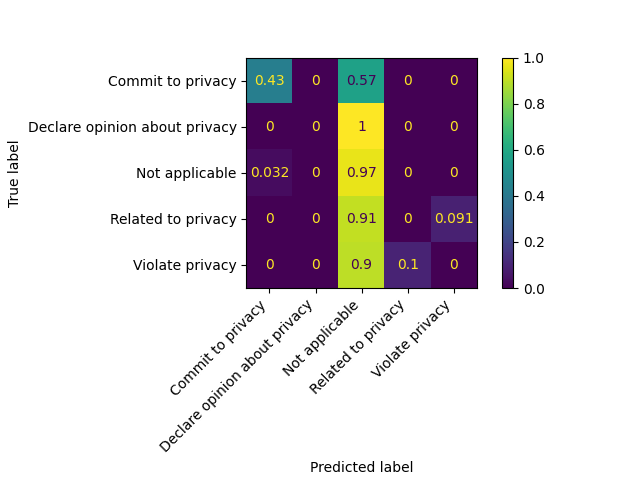 Commit to privacy 0.43 0 0.57 0 0 1.0
Declare opinion about privacy 0 0 1 0 0 0.8
Not applicable 0.032 0 0.97 0 0 0.6
Related to privacy 0 0 0.91 0 0.091 0.4
Violate privacy 0 0 0.9 0.1 0 0.2
0.0
True label
Commit to privacy
Declare opinion about privacy
Not applicable
Related to privacy
Violate privacy
Predicted label